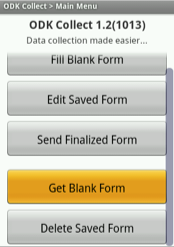 ODK Collect > Main Menu
ODK Collect 1.2(1013)
Data collection made easier...
Fill Blank Form
Edit Saved Form
Send Finalized Form
Get Blank Form
Delete Saved Form